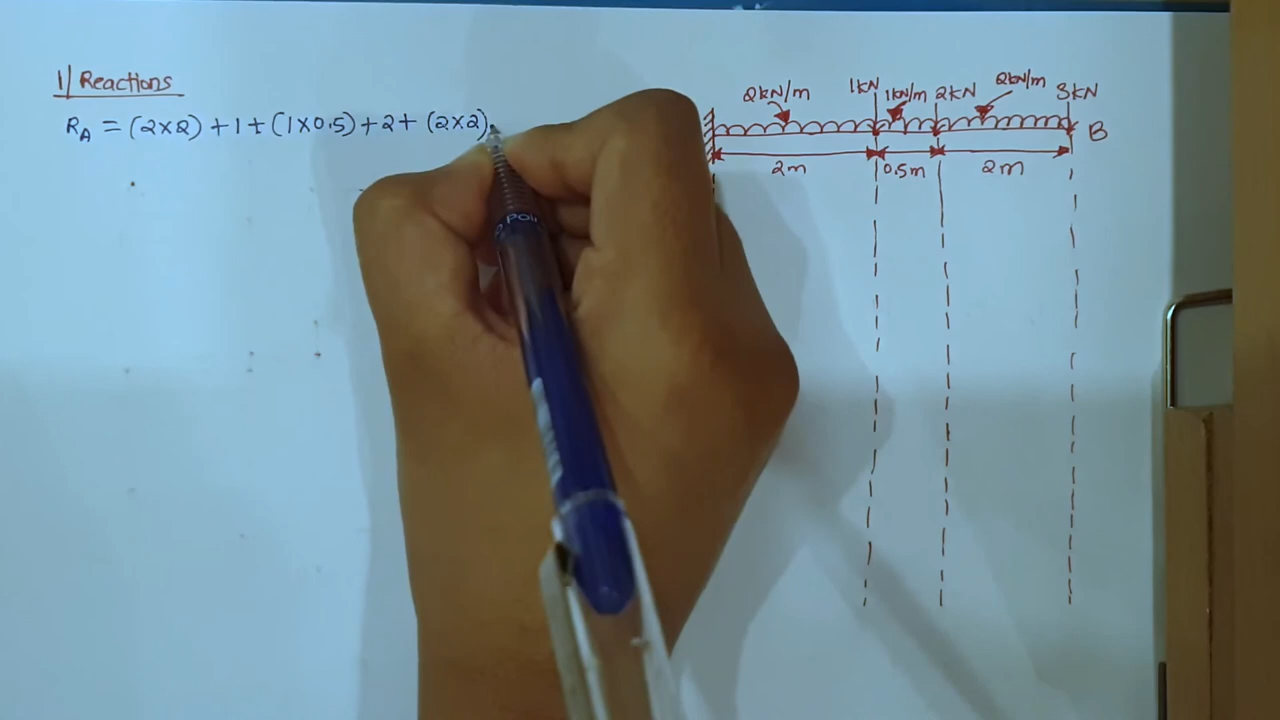 1) Reactions
R_A = (2×2) + 1 + (1×0.5) + 2 + (2×2)
2kN/m 1kN 1kN/m 2kN 2kN/m 3kN
B
2m 0.5m 2m